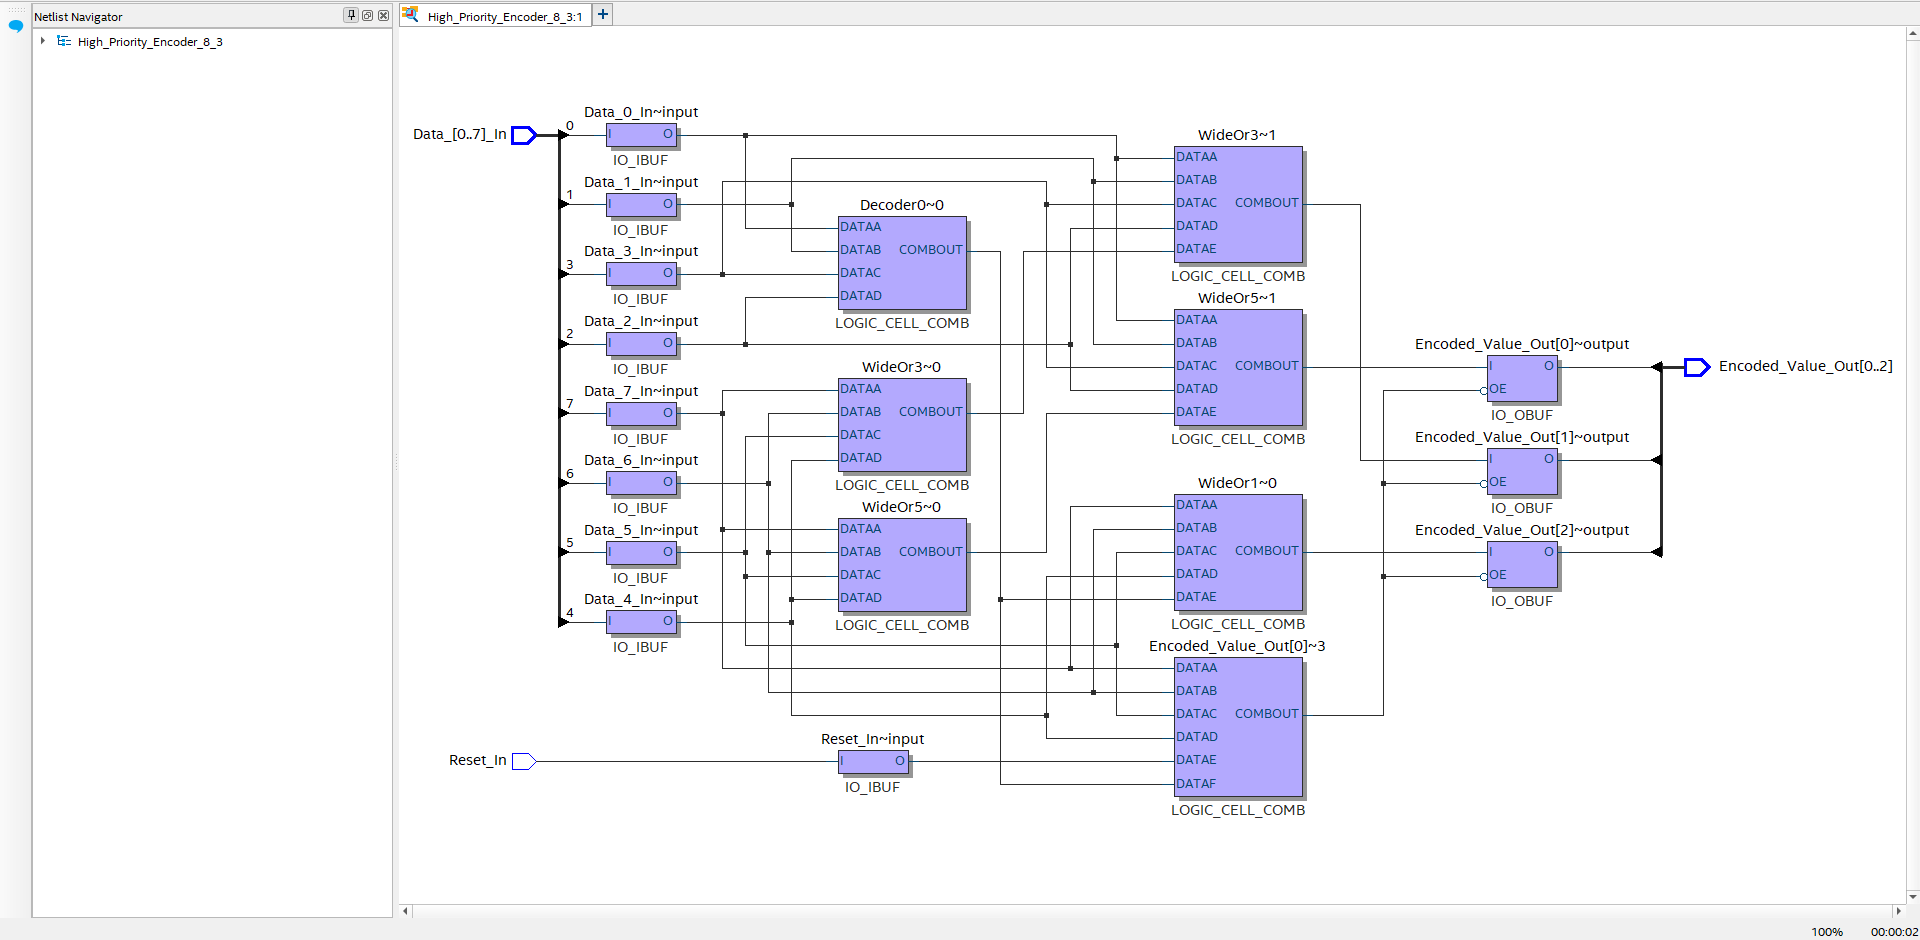 Netlist Navigator
High_Priority_Encoder_8_3
High_Priority_Encoder_8_3:1
+
Data_[0..7]_In
0
Data_0_In~input
I O
IO_IBUF
1
Data_1_In~input
I O
IO_IBUF
3
Data_3_In~input
I O
IO_IBUF
2
Data_2_In~input
I O
IO_IBUF
7
Data_7_In~input
I O
IO_IBUF
6
Data_6_In~input
I O
IO_IBUF
5
Data_5_In~input
I O
IO_IBUF
4
Data_4_In~input
I O
IO_IBUF
Reset_In
Reset_In~input
I O
IO_IBUF
Decoder0~0
DATAA
DATAB COMBOUT
DATAC
DATAD
LOGIC_CELL_COMB
WideOr3~0
DATAA
DATAB COMBOUT
DATAC
DATAD
LOGIC_CELL_COMB
WideOr5~0
DATAA
DATAB COMBOUT
DATAC
DATAD
LOGIC_CELL_COMB
WideOr3~1
DATAA
DATAB
DATAC COMBOUT
DATAD
DATAE
LOGIC_CELL_COMB
WideOr5~1
DATAA
DATAB
DATAC COMBOUT
DATAD
DATAE
LOGIC_CELL_COMB
WideOr1~0
DATAA
DATAB
DATAC COMBOUT
DATAD
DATAE
LOGIC_CELL_COMB
Encoded_Value_Out[0]~3
DATAA
DATAB
DATAC COMBOUT
DATAD
DATAE
DATAF
LOGIC_CELL_COMB
Encoded_Value_Out[0]~output
I O
OE
IO_OBUF
Encoded_Value_Out[1]~output
I O
OE
IO_OBUF
Encoded_Value_Out[2]~output
I O
OE
IO_OBUF
Encoded_Value_Out[0..2]
100% 00:00:02